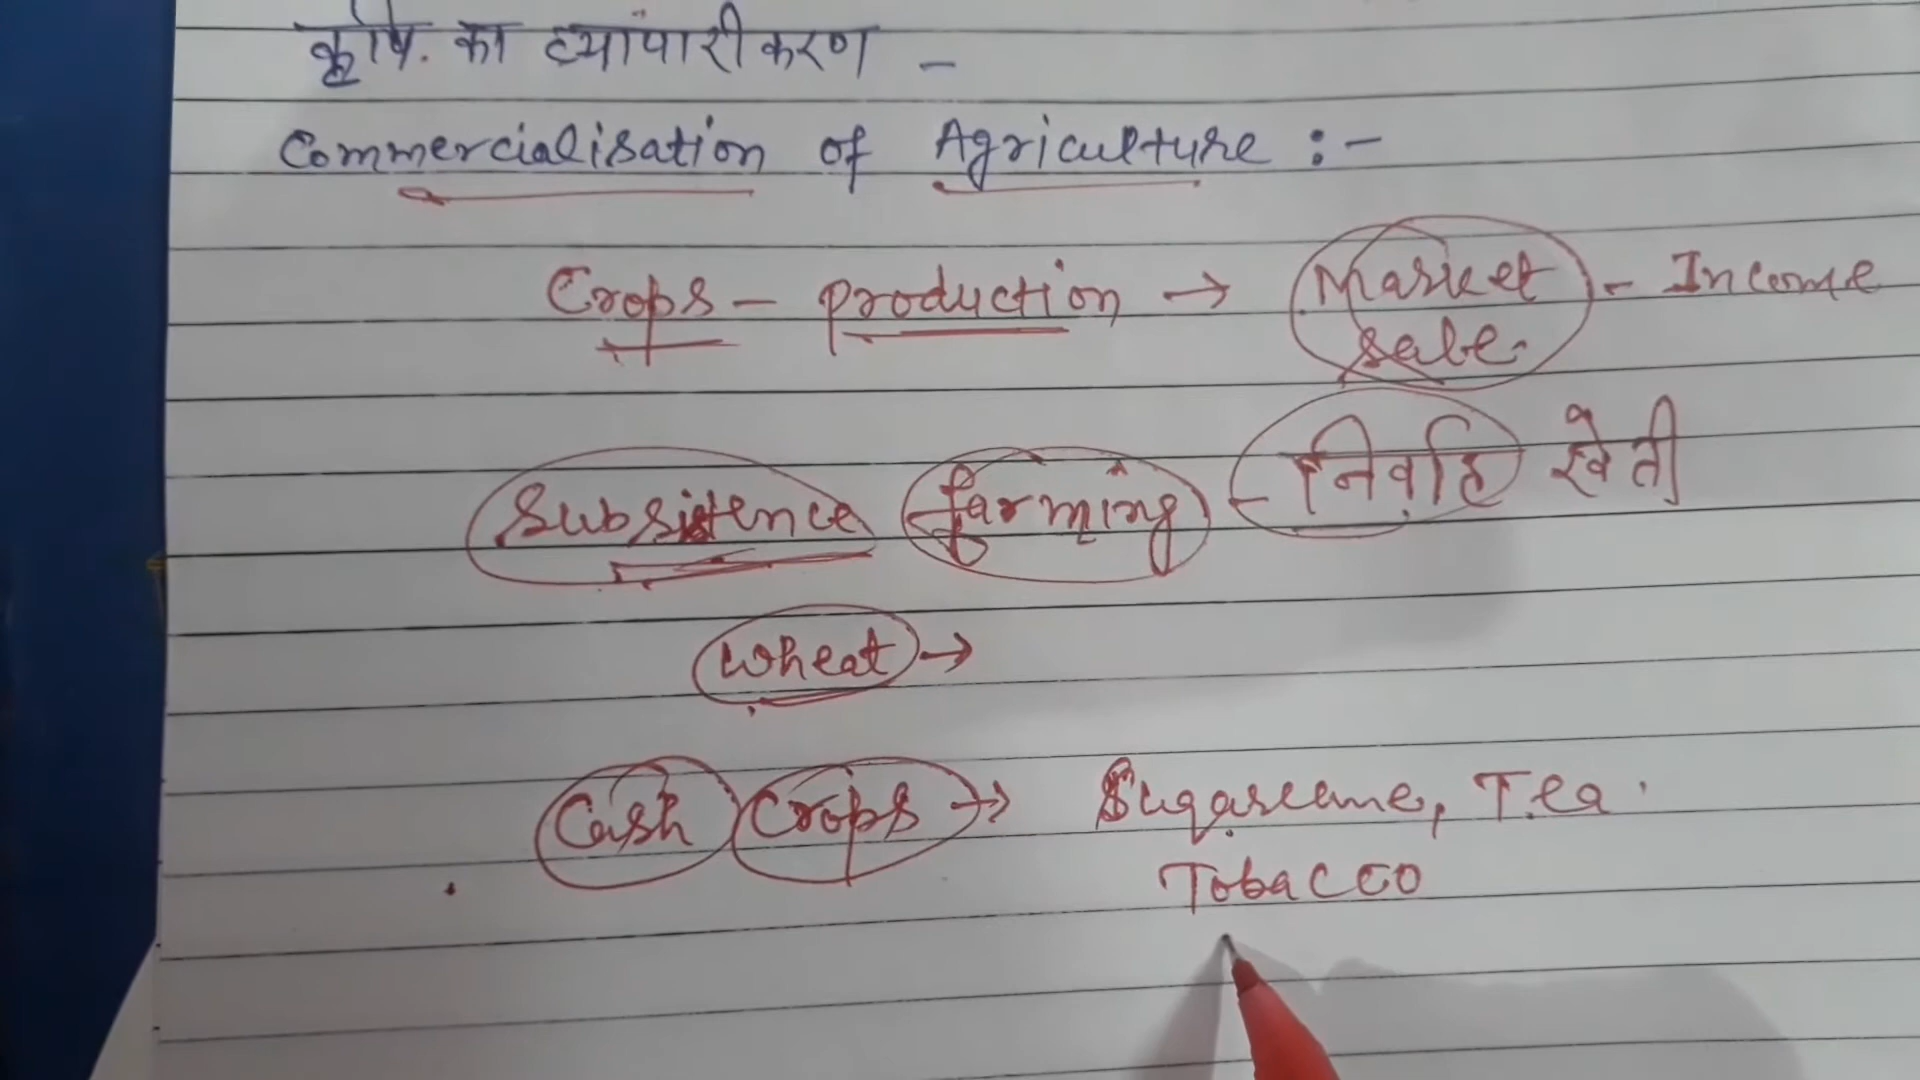 कृषि. का व्यापारीकरण -
Commercialisation of Agriculture :-
Crops - production → Market - Income
sale.
Subsistence farming - निर्वाह खेती
Wheat →
Cash Crops → Sugarcane, Tea
Tobacco